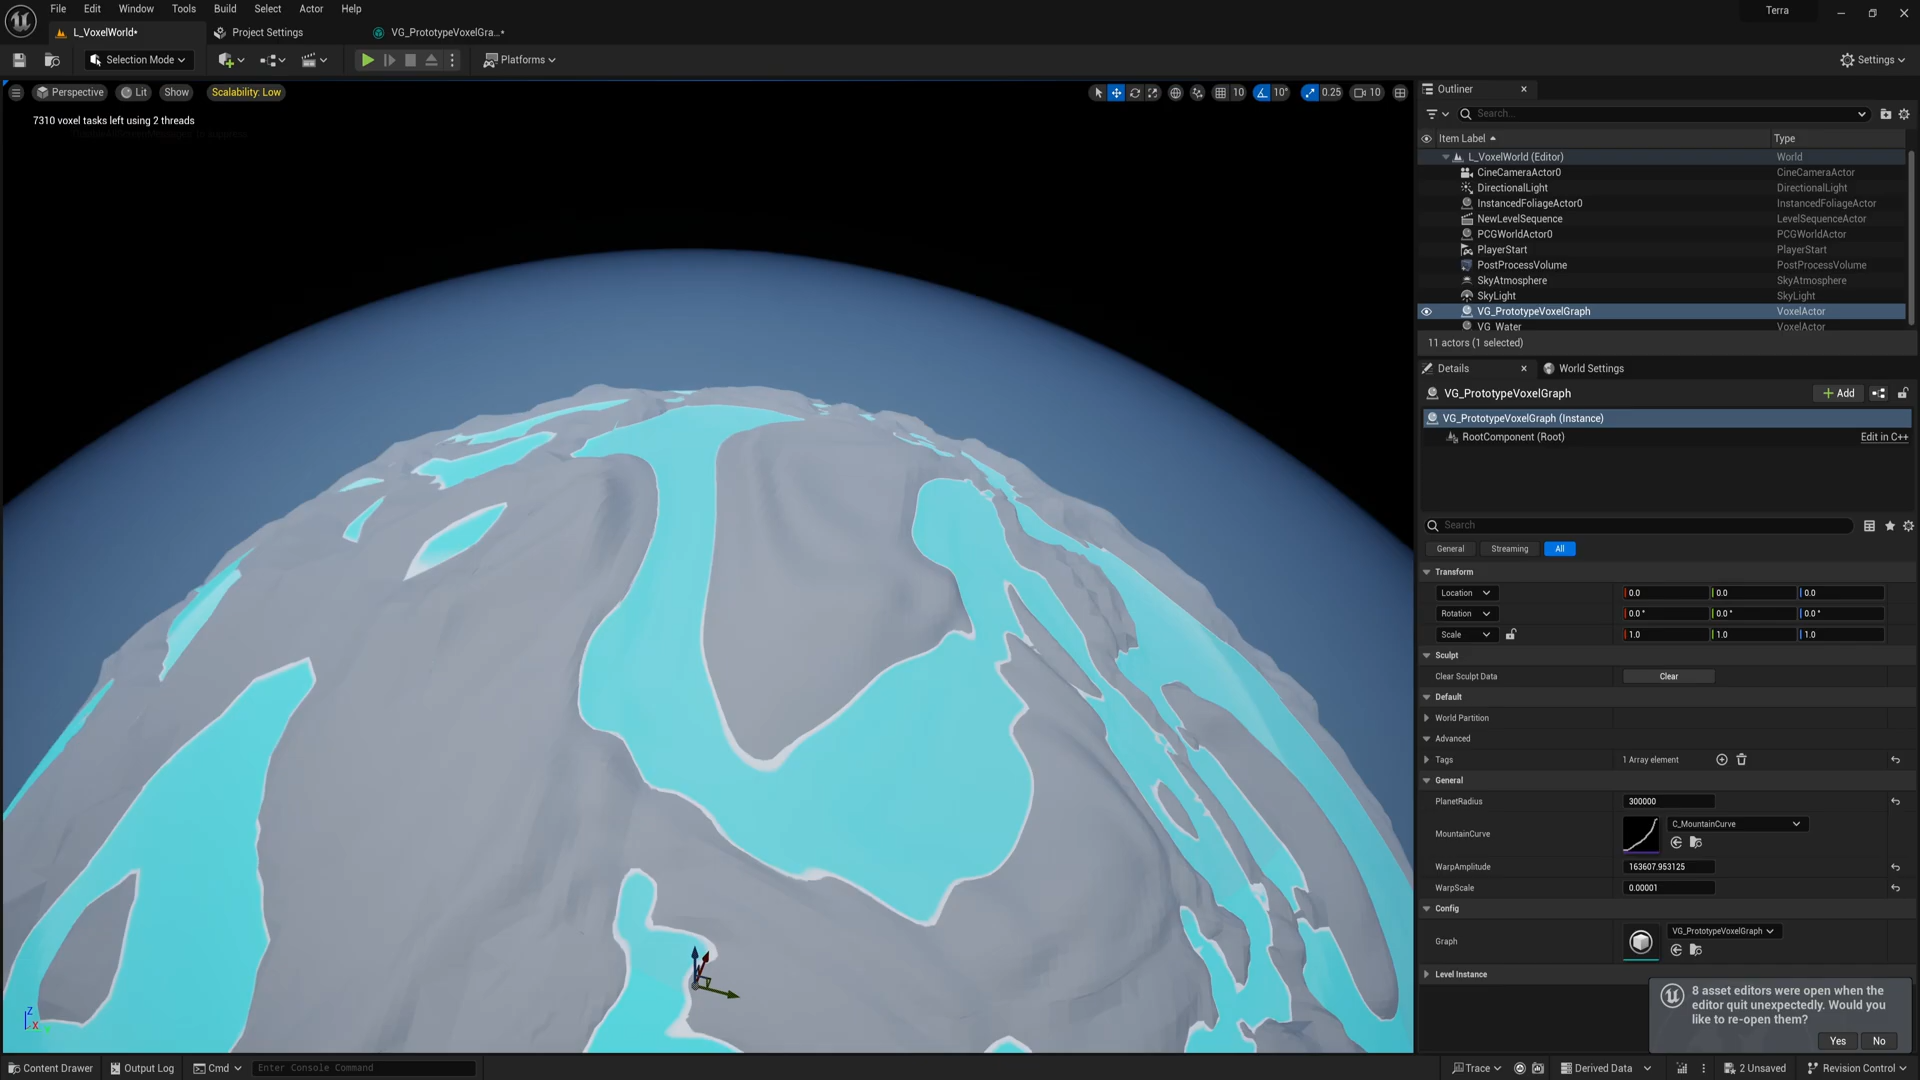 File Edit Window Tools Build Select Actor Help
Terra
L_VoxelWorld*
Project Settings
VG_PrototypeVoxelGra...*
Selection Mode
Platforms
Settings
Perspective
Lit
Show
Scalability: Low
10
10°
0.25
10
7310 voxel tasks left using 2 threads
Outliner
Search...
Item Label
Type
L_VoxelWorld (Editor) World
CineCameraActor0 CineCameraActor
DirectionalLight DirectionalLight
InstancedFoliageActor0 InstancedFoliageActor
NewLevelSequence LevelSequenceActor
PCGWorldActor0 PCGWorldActor
PlayerStart PlayerStart
PostProcessVolume PostProcessVolume
SkyAtmosphere SkyAtmosphere
SkyLight SkyLight
VG_PrototypeVoxelGraph VoxelActor
VG_Water VoxelActor
11 actors (1 selected)
Details
World Settings
VG_PrototypeVoxelGraph
Add
VG_PrototypeVoxelGraph (Instance)
RootComponent (Root)
Edit in C++
Search
General
Streaming
All
Transform
Location 0.0 0.0 0.0
Rotation 0.0 ° 0.0 ° 0.0 °
Scale 1.0 1.0 1.0
Sculpt
Clear Sculpt Data Clear
Default
World Partition
Advanced
Tags 1 Array element
General
PlanetRadius 300000
MountainCurve C_MountainCurve
WarpAmplitude 163607.953125
WarpScale 0.00001
Config
Graph VG_PrototypeVoxelGraph
Level Instance
8 asset editors were open when the
editor quit unexpectedly. Would you
like to re-open them?
Yes
No
Z
X
Content Drawer
Output Log
Cmd
Enter Console Command
Trace
Derived Data
2 Unsaved
Revision Control